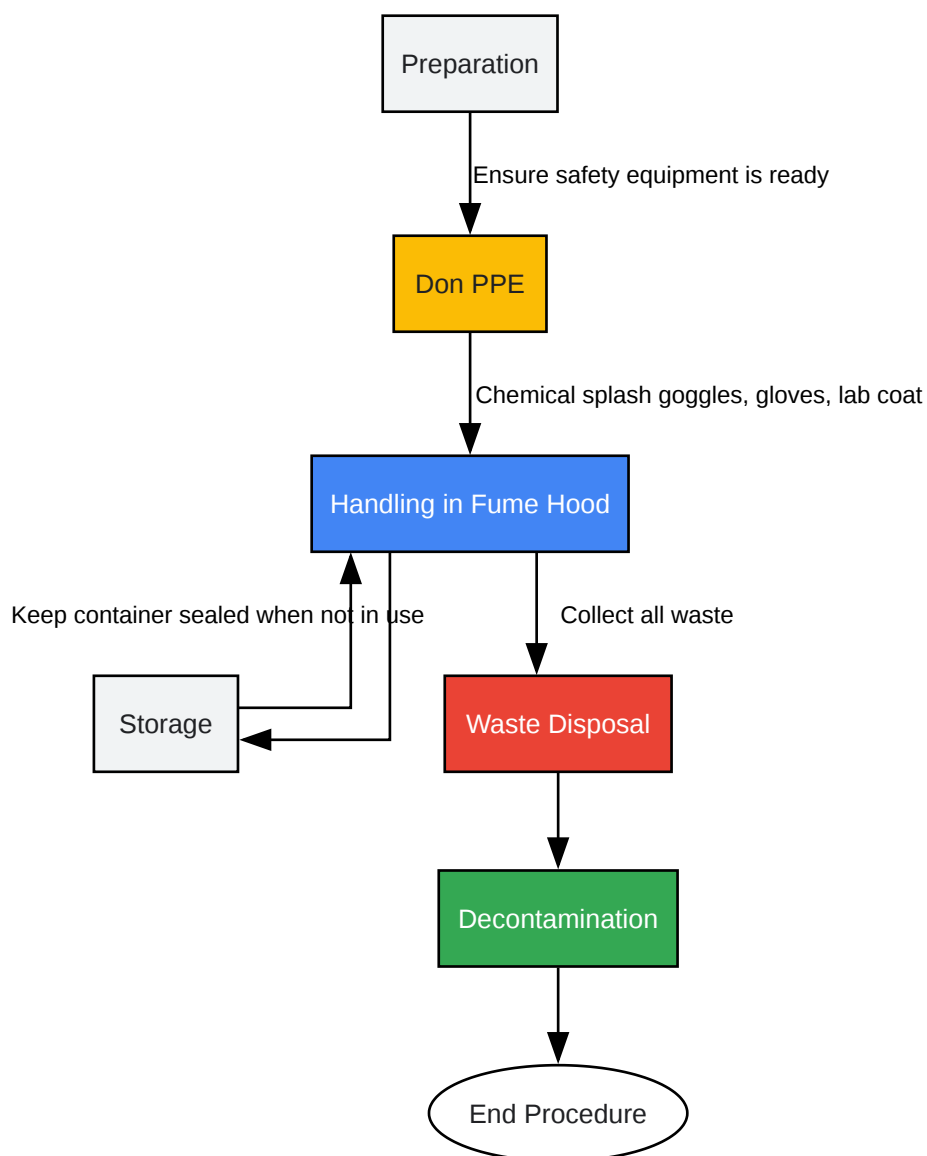 Preparation
Ensure safety equipment is ready
Don PPE
Chemical splash goggles, gloves, lab coat
Handling in Fume Hood
Keep container sealed when not in use
Collect all waste
Storage
Waste Disposal
Decontamination
End Procedure